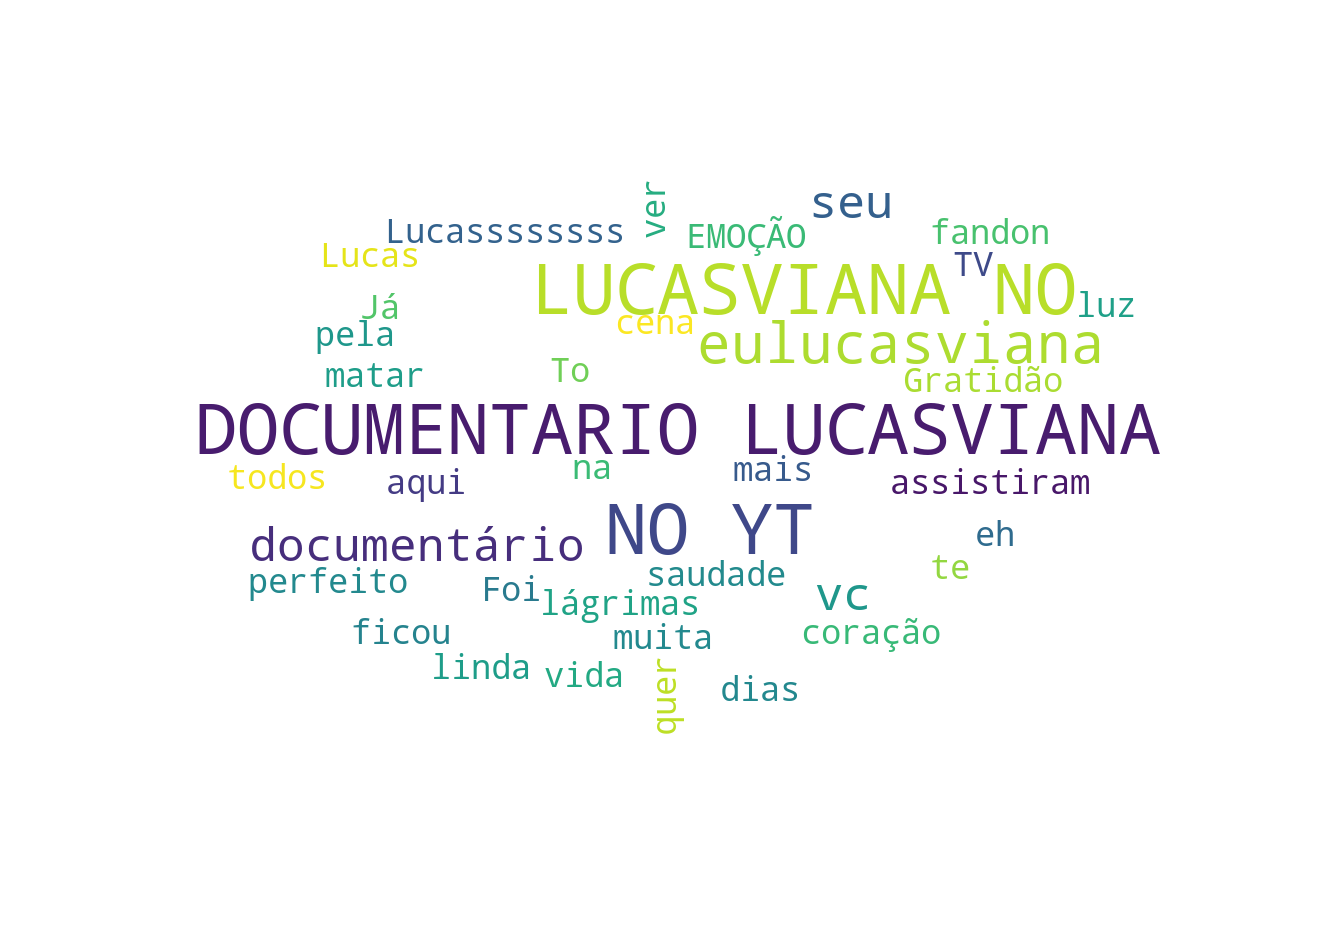 ver
seu
Lucasssssssss
EMOÇÃO
fandon
Lucas
TV
LUCASVIANA NO
luz
Já
cena
pela
eulucasviana
matar
To
Gratidão
DOCUMENTARIO LUCASVIANA
todos
aqui
na
mais
assistiram
NO YT
documentário
eh
perfeito
Foi
saudade
te
lágrimas
vc
ficou
muita
coração
linda
vida
quer
dias